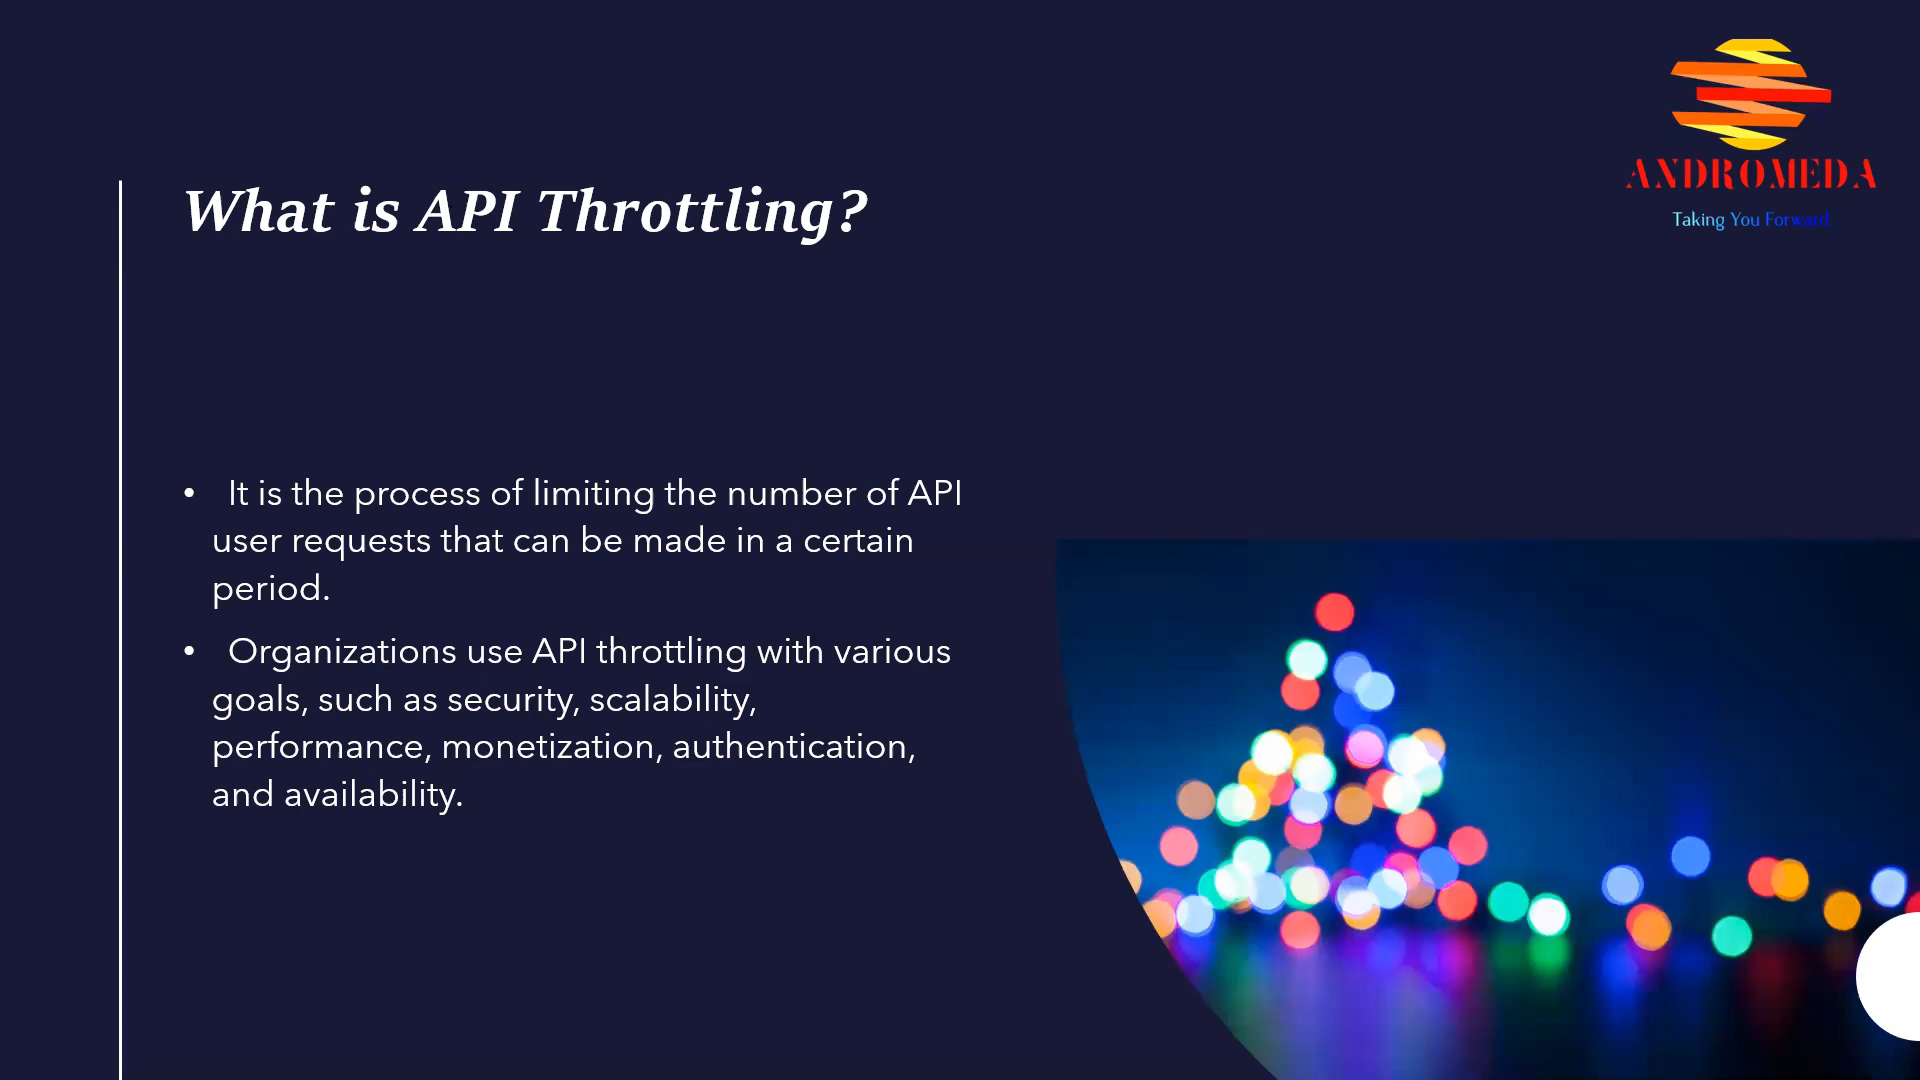 ANDROMEDA
Taking You Forward
What is API Throttling?
• It is the process of limiting the number of API
user requests that can be made in a certain
period.
• Organizations use API throttling with various
goals, such as security, scalability,
performance, monetization, authentication,
and availability.